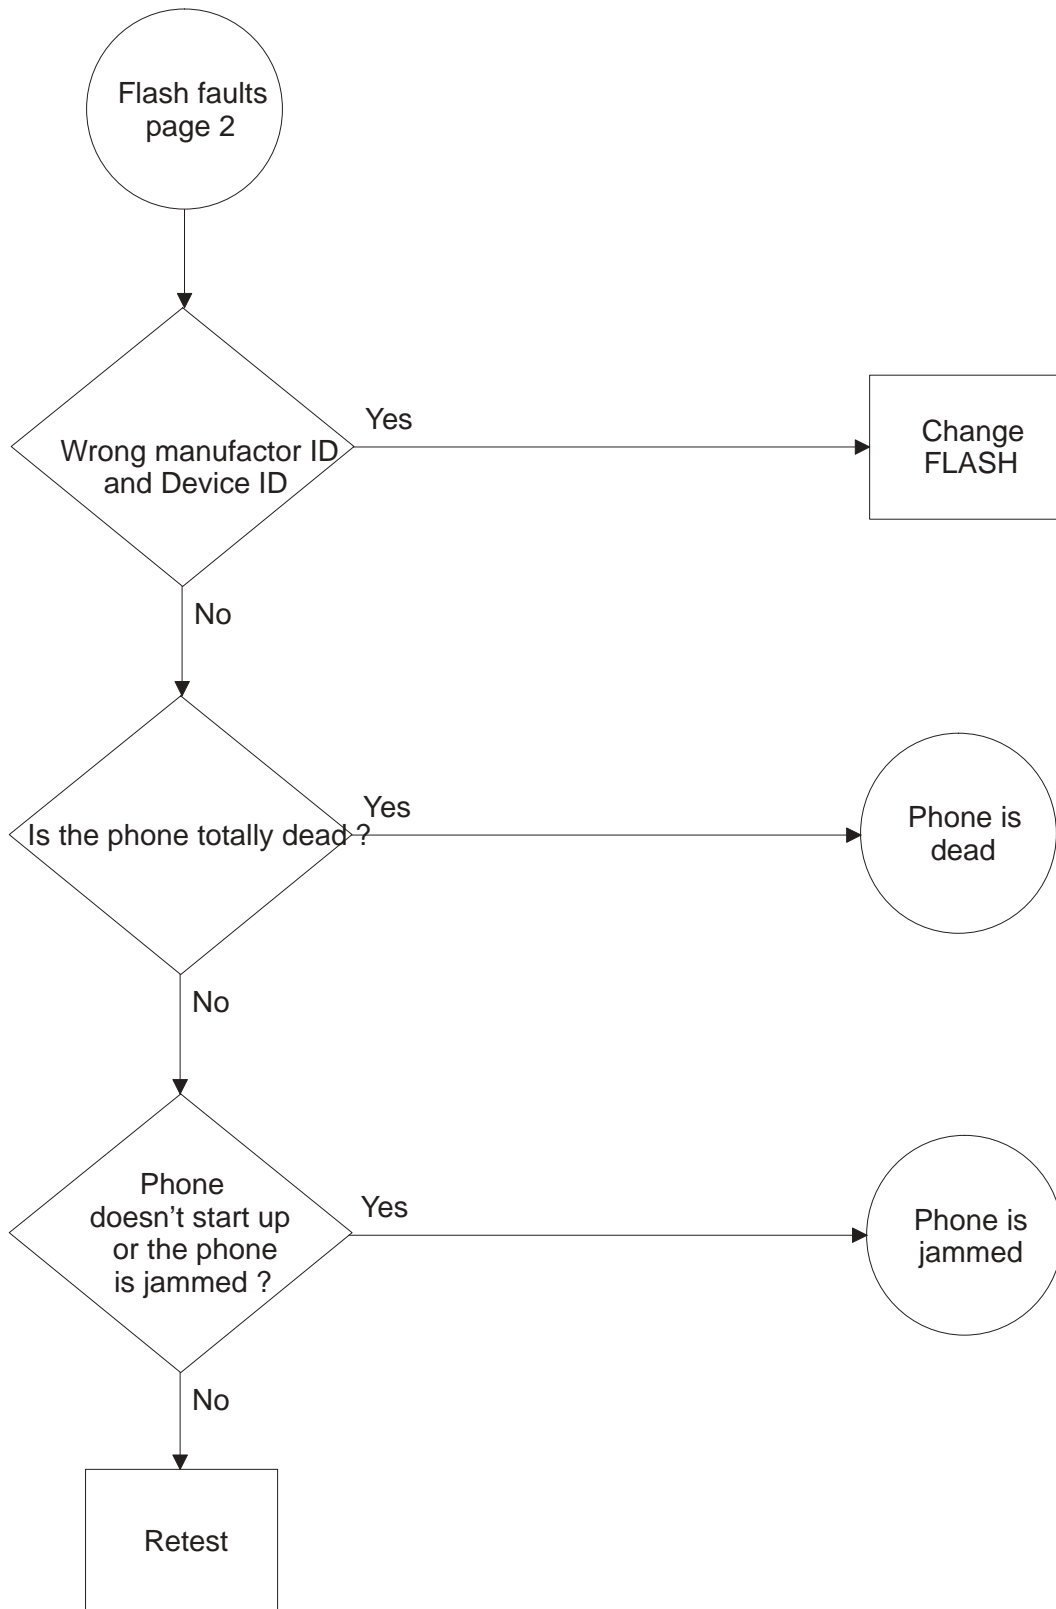 Flash faults
page 2
Yes
Wrong manufactor ID
and Device ID
Change
FLASH
No
Yes
Is the phone totally dead ?
Phone is
dead
No
Phone
doesn't start up
or the phone
is jammed ?
Yes
Phone is
jammed
No
Retest